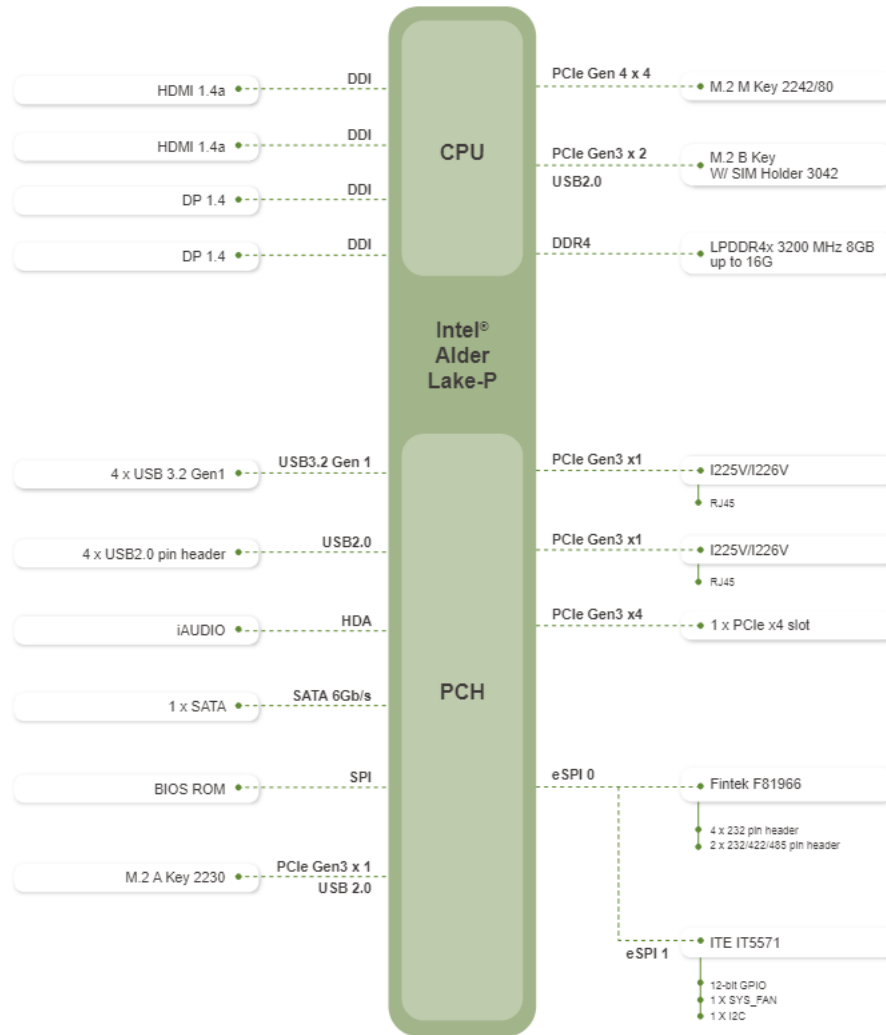 DDI
HDMI 1.4a
DDI
HDMI 1.4a
DDI
DP 1.4
DDI
DP 1.4
CPU
PCIe Gen 4 x 4
M.2 M Key 2242/80
PCIe Gen3 x 2
USB2.0
M.2 B Key
W/ SIM Holder 3042
DDR4
LPDDR4x 3200 MHz 8GB
up to 16G
Intel®
Alder
Lake-P
USB3.2 Gen 1
4 x USB 3.2 Gen1
USB2.0
4 x USB2.0 pin header
HDA
iAUDIO
SATA 6Gb/s
1 x SATA
SPI
BIOS ROM
PCIe Gen3 x 1
USB 2.0
M.2 A Key 2230
PCH
PCIe Gen3 x1
I225V/I226V
RJ45
PCIe Gen3 x1
I225V/I226V
RJ45
PCIe Gen3 x4
1 x PCIe x4 slot
eSPI 0
Fintek F81966
4 x 232 pin header
2 x 232/422/485 pin header
eSPI 1
ITE IT5571
12-bit GPIO
1 X SYS_FAN
1 X I2C